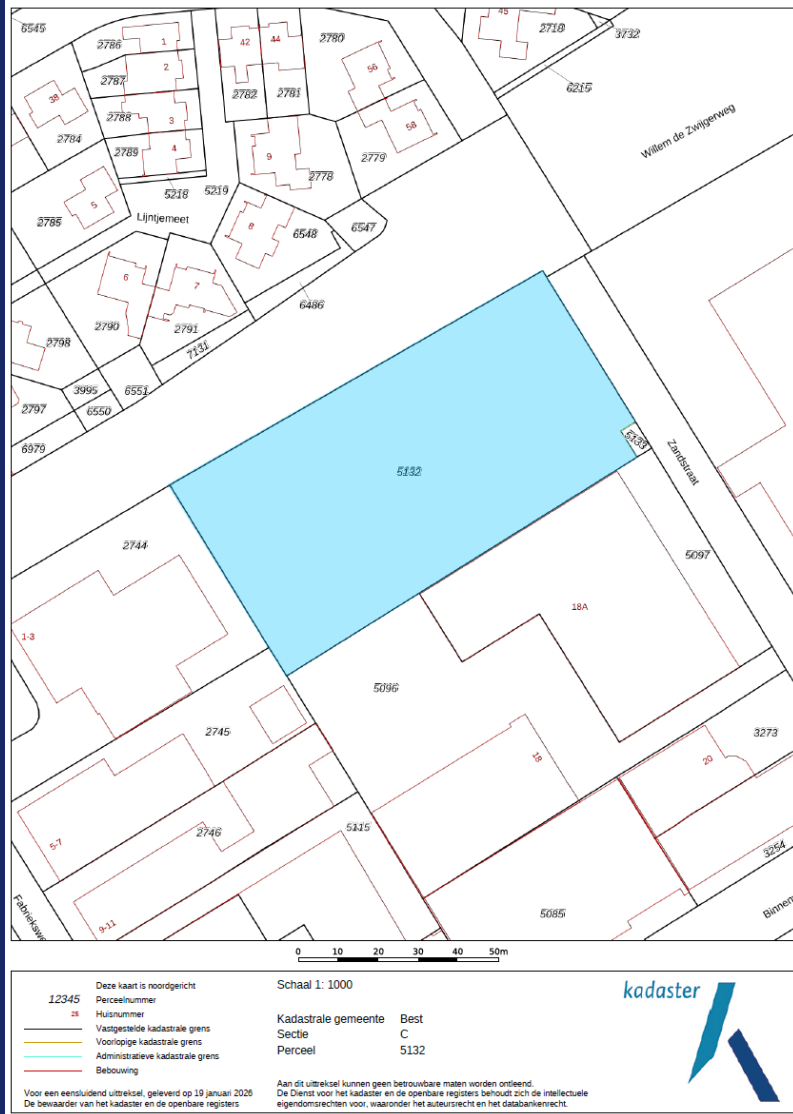 6545
2786
1
42
44
2780
45
2718
3732
2
2787
56
6215
38
2782
2781
2788
3
58
Willem de Zwijgerweg
2784
2789
4
9
2779
2778
5218
5219
5
2785
Lijntjemeet
8
6548
6547
6
7
6486
2790
2791
2798
7131
3995
6551
2797
6550
6979
5133
Zandstraat
5132
2744
5097
1-3
18A
5096
2745
3273
18
20
2746
5115
5-7
3254
9-11
5085
Fabriekswe
Binnen
0 10 20 30 40 50m
Deze kaart is noordgericht
12345 Perceelnummer
26 Huisnummer
Vastgestelde kadastrale grens
Voorlopige kadastrale grens
Administratieve kadastrale grens
Bebouwing
Voor een eensluidend uittreksel, geleverd op 19 januari 2026
De bewaarder van het kadaster en de openbare registers
Schaal 1: 1000
Kadastrale gemeente Best
Sectie C
Perceel 5132
Aan dit uittreksel kunnen geen betrouwbare maten worden ontleend.
De Dienst voor het kadaster en de openbare registers behoudt zich de intellectuele
eigendomsrechten voor, waaronder het auteursrecht en het databankenrecht.
kadaster